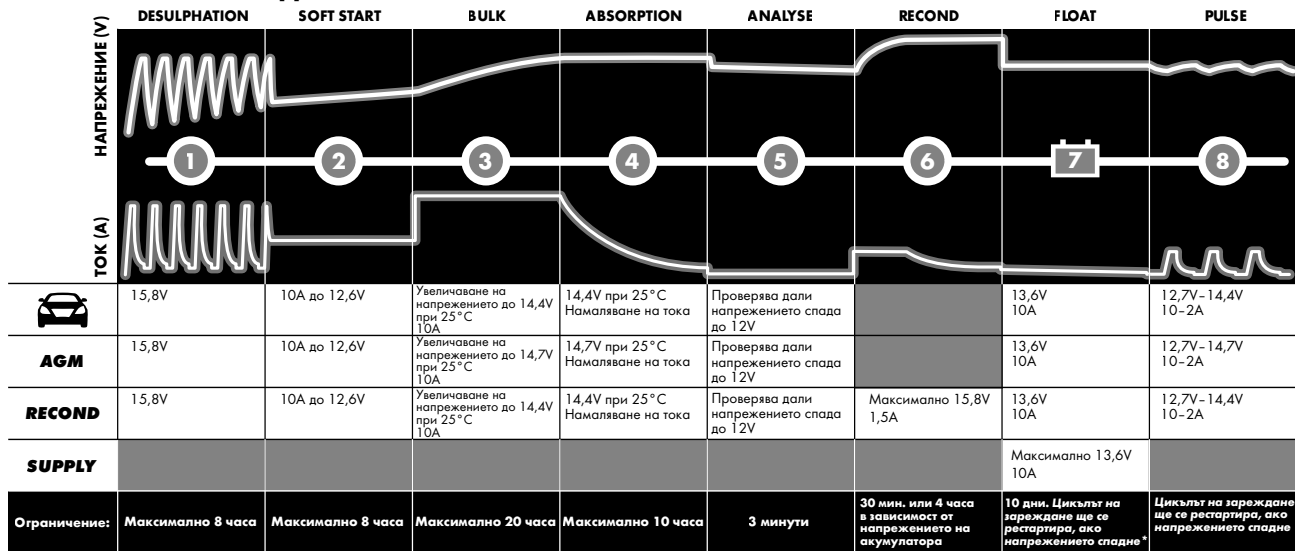 DESULPHATION SOFT START BULK ABSORPTION ANALYSE RECOND FLOAT PULSE
НАПРЕЖЕНИЕ (V)
1 2 3 4 5 6 7 8
ТОК (A)
15,8V
10A до 12,6V
Увеличаване на
напрежението до 14,4V
при 25°C
10A
14,4V при 25°C
Намаляване на тока
Проверява дали
напрежението спада
до 12V
13,6V
10A
12,7V–14,4V
10–2A
AGM
15,8V
10A до 12,6V
Увеличаване на
напрежението до 14,7V
при 25°C
10A
14,7V при 25°C
Намаляване на тока
Проверява дали
напрежението спада
до 12V
13,6V
10A
12,7V–14,7V
10–2A
RECOND
15,8V
10A до 12,6V
Увеличаване на
напрежението до 14,4V
при 25°C
10A
14,4V при 25°C
Намаляване на тока
Проверява дали
напрежението спада
до 12V
Максимално 15,8V
1,5A
13,6V
10A
12,7V–14,4V
10–2A
SUPPLY
Максимално 13,6V
10A
Ограничение:
Максимално 8 часа
Максимално 8 часа
Максимално 20 часа
Максимално 10 часа
3 минути
30 мин. или 4 часа
в зависимост от
напрежението на
акумулатора
10 дни. Цикълът на
зареждане ще се
рестартира, ако
напрежението спадне*
Цикълът на зареждане
ще се рестартира, ако
напрежението спадне